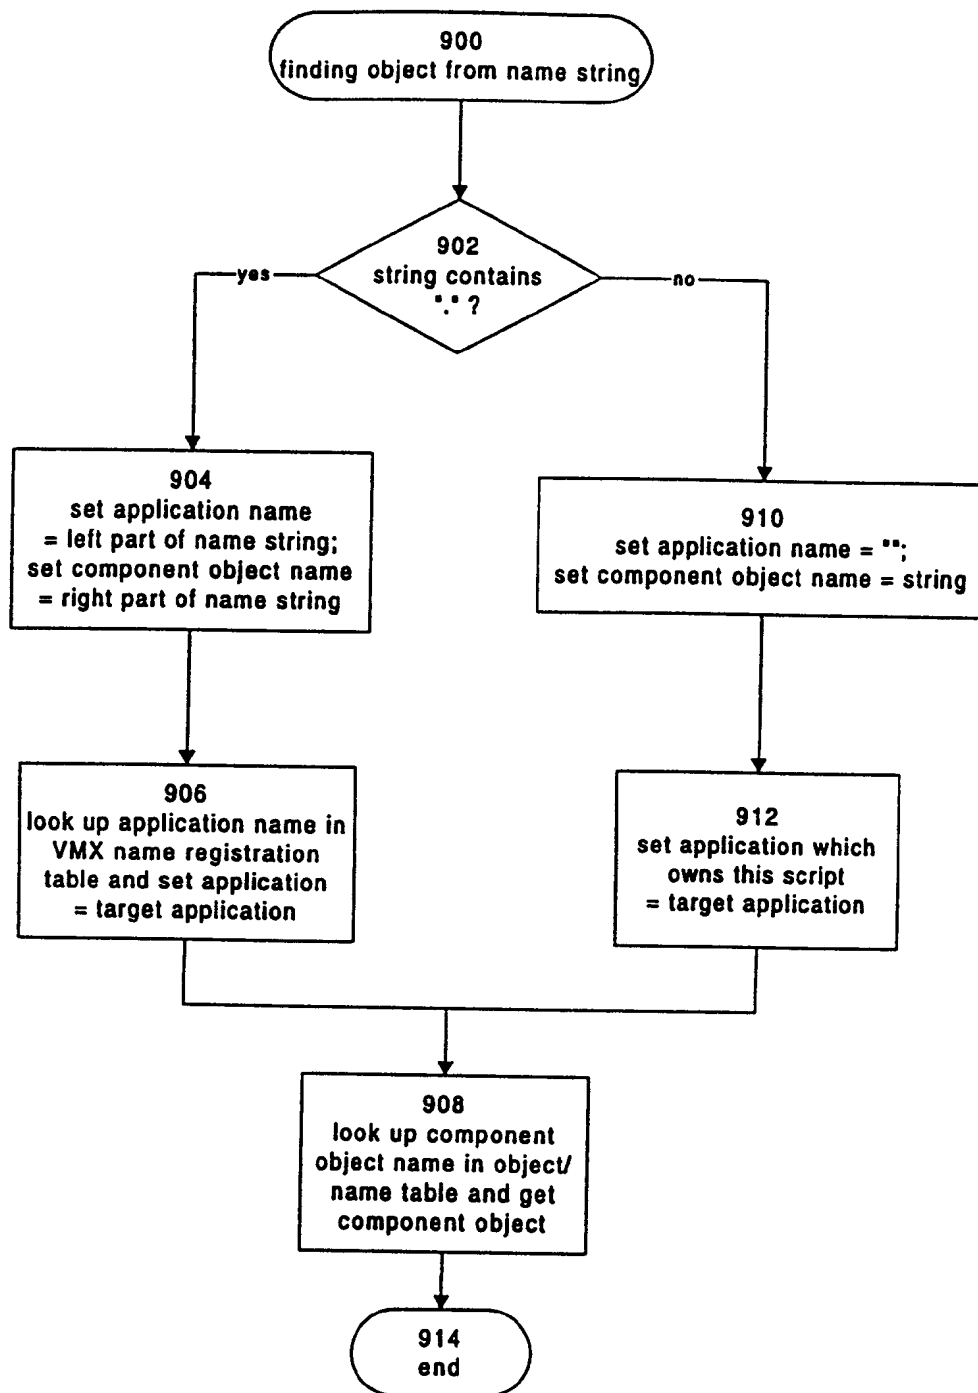 900
finding object from name string
902
string contains
"." ?
yes
no
904
set application name
= left part of name string;
set component object name
= right part of name string
910
set application name = "";
set component object name = string
906
look up application name in
VMX name registration
table and set application
= target application
912
set application which
owns this script
= target application
908
look up component
object name in object/
name table and get
component object
914
end